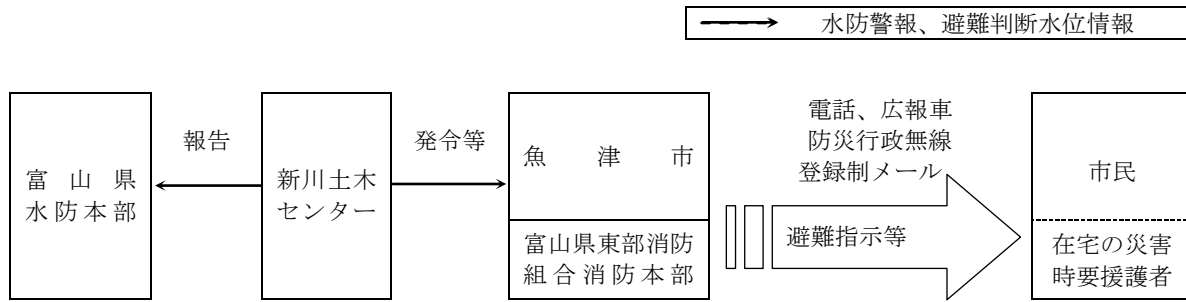 水防警報、避難判断水位情報
富山県
水防本部
報告
新川土木
センター
発令等
魚津市
富山県東部消防
組合消防本部
電話、広報車
防災行政無線
登録制メール
避難指示等
市民
在宅の災害
時要援護者